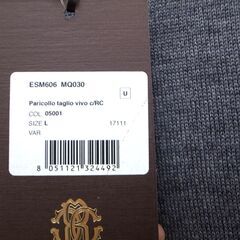 ESM606 MQ030
U
Paricollo taglio vivo c/RC
COL 05001
SIZE L 17111
VAR
8 051121 324492